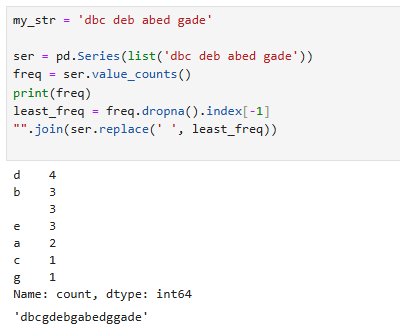 my_str = 'dbc deb abed gade'
ser = pd.Series(list('dbc deb abed gade'))
freq = ser.value_counts()
print(freq)
least_freq = freq.dropna().index[-1]
"".join(ser.replace(' ', least_freq))
d    4
b    3
     3
e    3
a    2
c    1
g    1
Name: count, dtype: int64
'dbcgdebgabedggade'